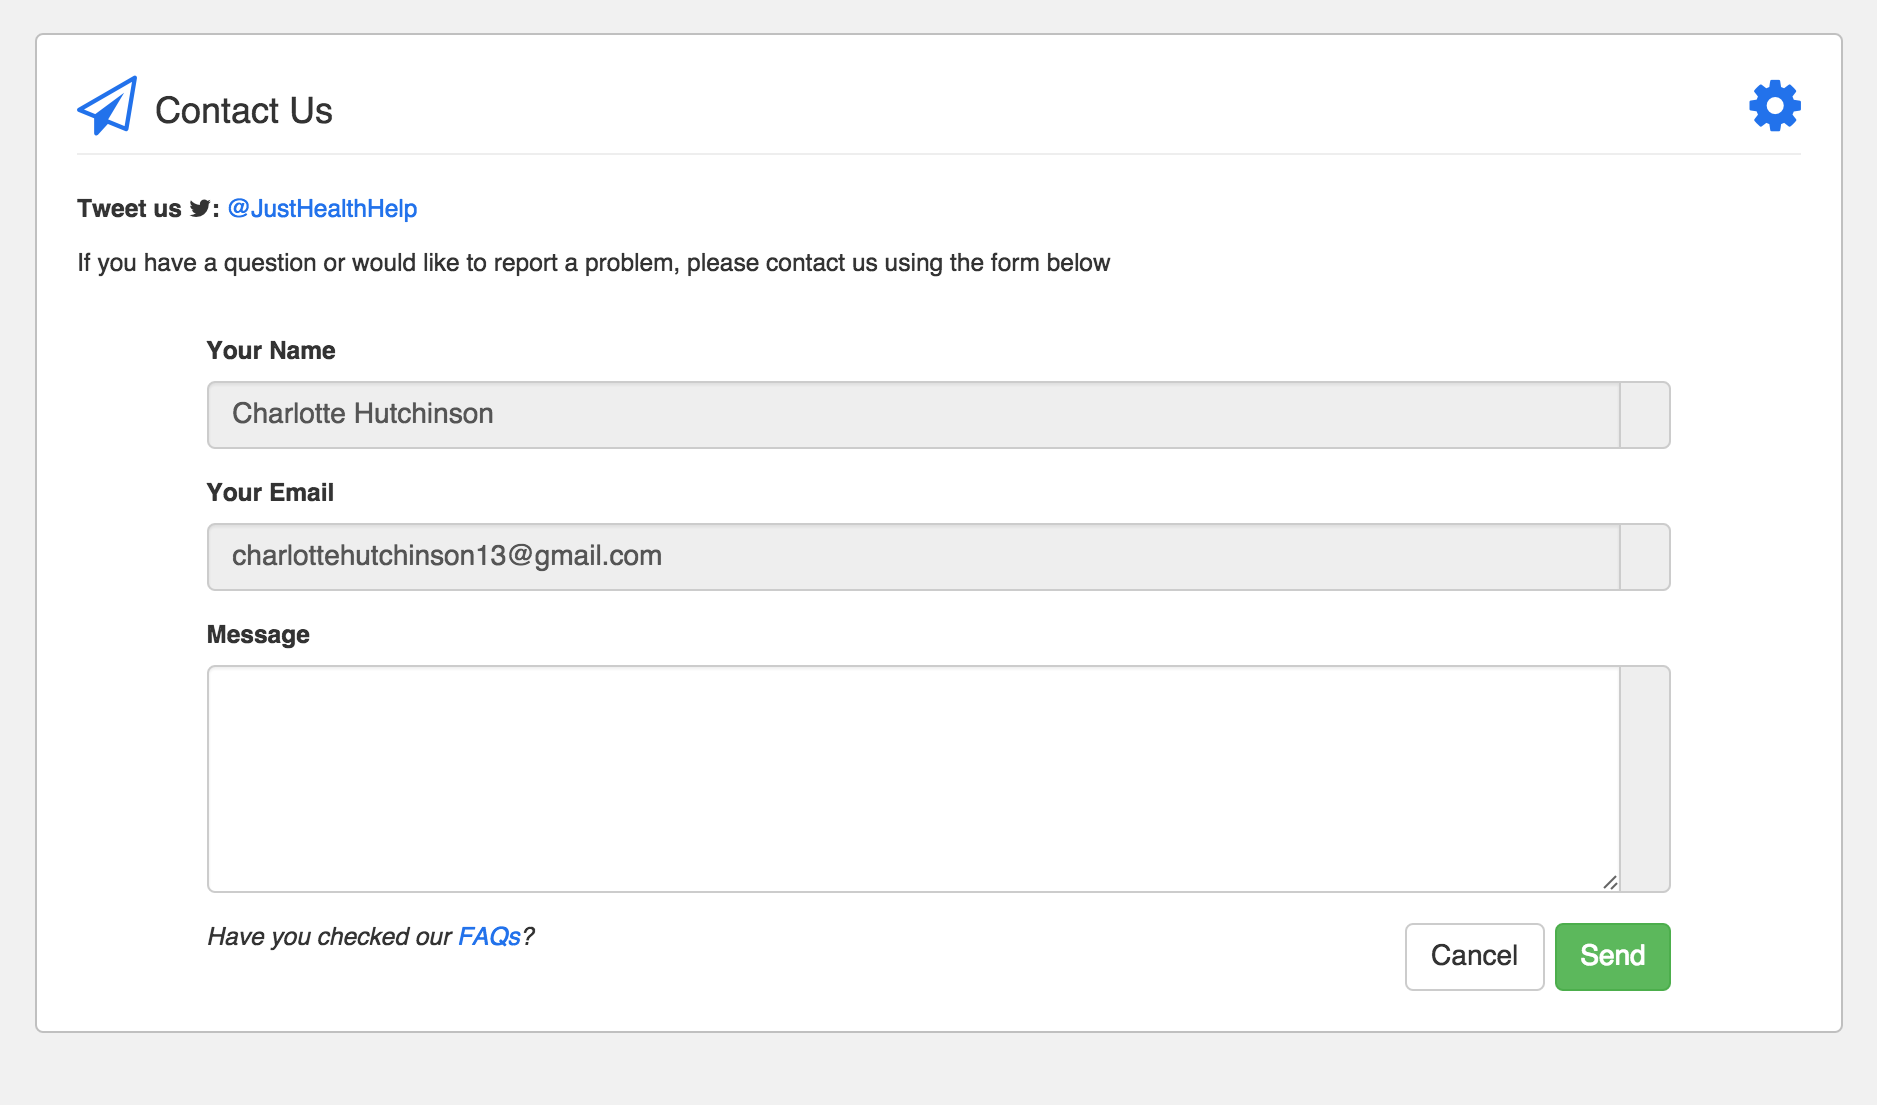 Contact Us
Tweet us : @JustHealthHelp
If you have a question or would like to report a problem, please contact us using the form below
Your Name
Charlotte Hutchinson
Your Email
charlottehutchinson13@gmail.com
Message
Have you checked our FAQs?
Cancel Send